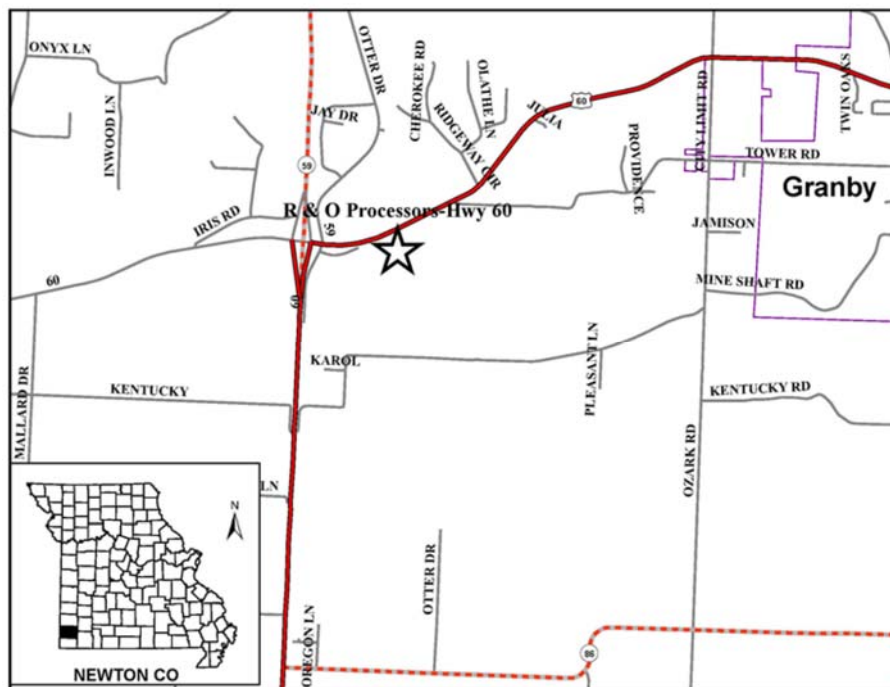 ONYX LN
INWOOD LN
OTTER DR
JAY DR
CHEROKEE RD
OLATHE LN
RIDGEWAY CIR
JULIA
60
PROVIDENCE
CITY LIMIT RD
TWIN OAKS
TOWER RD
Granby
59
IRIS RD
R & O Processors-Hwy 60
59
JAMISON
60
60
MINE SHAFT RD
MALLARD DR
KENTUCKY
KAROL
PLEASANT LN
KENTUCKY RD
OZARK RD
LN
N
OTTER DR
OREGON LN
86
NEWTON CO